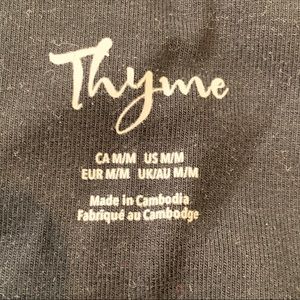 Thyme
CA M/M US M/M
EUR M/M UK/AU M/M
Made in Cambodia
Fabriqué au Cambodge